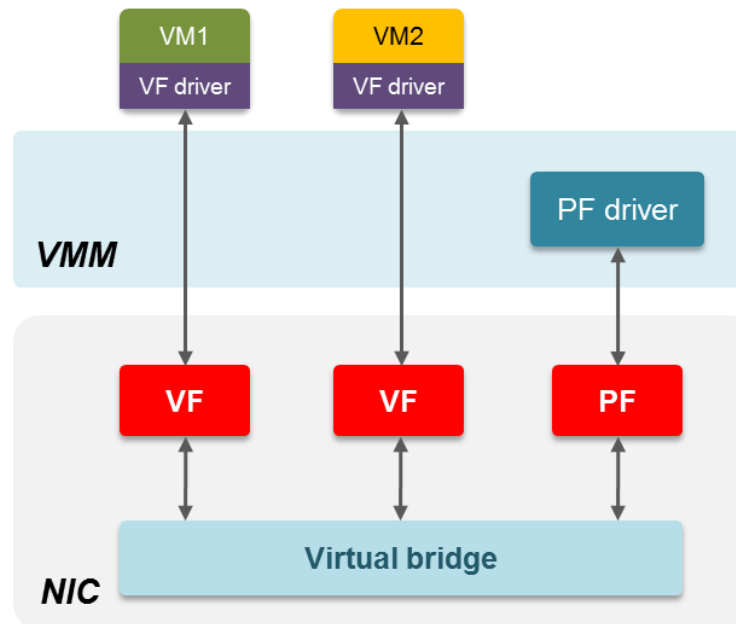 VM1
VM2
VF driver
VF driver
PF driver
VMM
VF
VF
PF
Virtual bridge
NIC